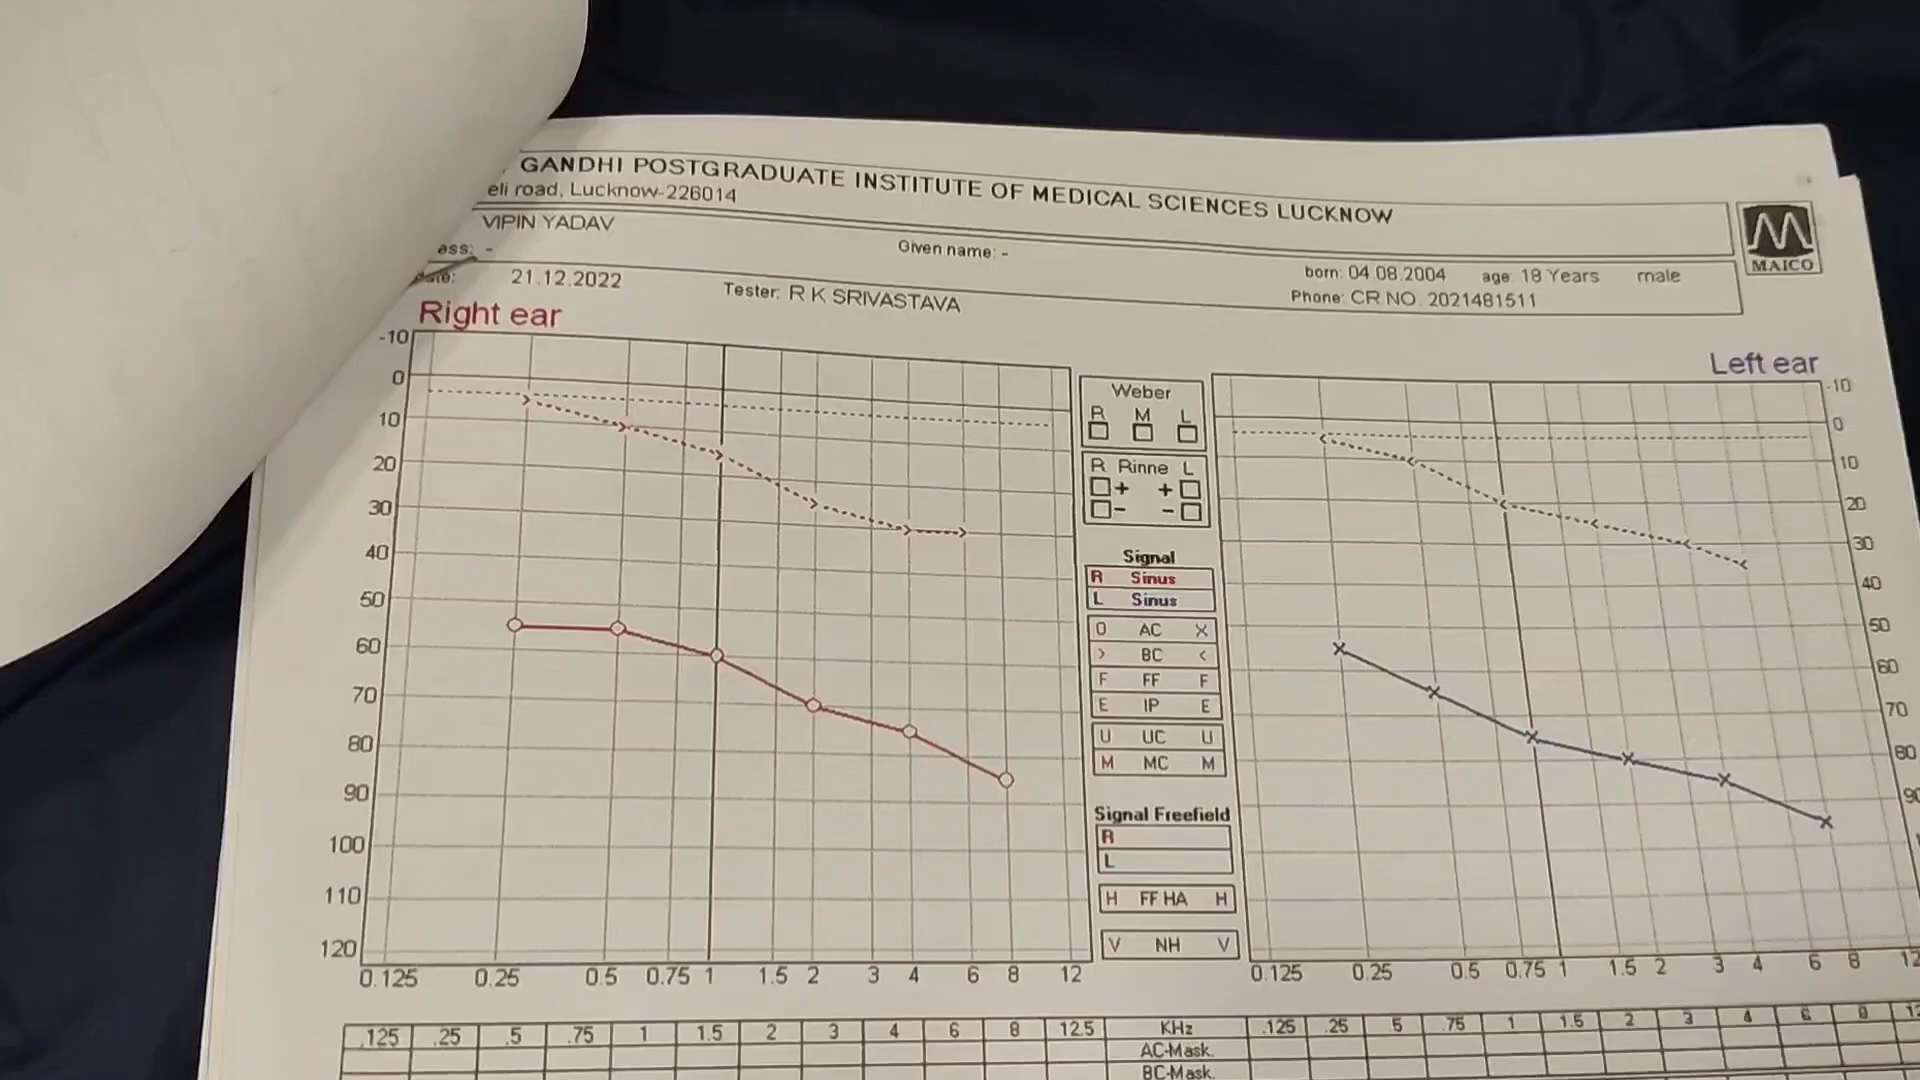 GANDHI POSTGRADUATE INSTITUTE OF MEDICAL SCIENCES LUCKNOW
eli road, Lucknow-226014
VIPIN YADAV
ess: -
Given name: -
born: 04.08.2004 age: 18 Years male
date: 21.12.2022
Tester: R K SRIVASTAVA
Phone: CR NO. 2021481511
MAICO
Right ear
Left ear
-10
0
10
20
30
40
50
60
70
80
90
100
110
120
0.125 0.25 0.5 0.75 1 1.5 2 3 4 6 8 12
Weber
R M L
R Rinne L
+ +
- -
Signal
R Sinus
L Sinus
O AC X
> BC <
F FF F
E IP E
U UC U
M MC M
Signal Freefield
R
L
H FF HA H
V NH V
-10
0
10
20
30
40
50
60
70
80
90
0.125 0.25 0.5 0.75 1 1.5 2 3 4 6 8 12
.125 .25 .5 .75 1 1.5 2 3 4 6 8 12.5 KHz .125 .25 .5 .75 1 1.5 2 3 4 6 8
AC-Mask.
BC-Mask.